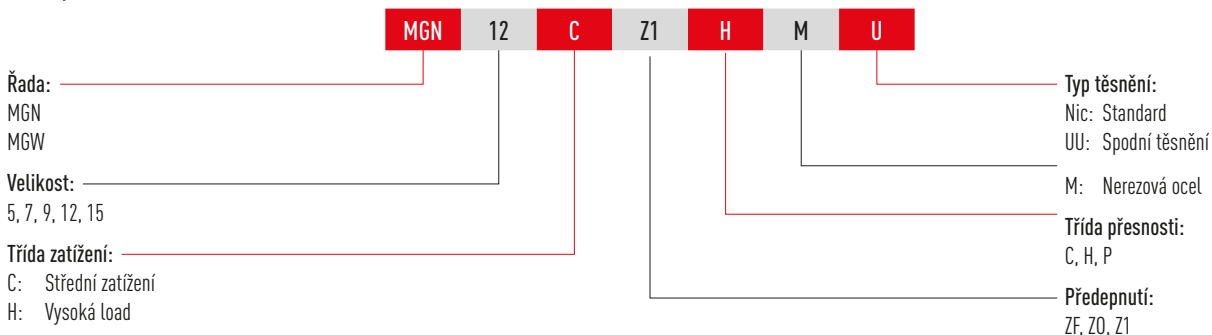 MGN 12 C Z1 H M U
Řada:
MGN
MGW
Velikost:
5, 7, 9, 12, 15
Třída zatížení:
C: Střední zatížení
H: Vysoká load
Typ těsnění:
Nic: Standard
UU: Spodní těsnění
M: Nerezová ocel
Třída přesnosti:
C, H, P
Předepnutí:
ZF, Z0, Z1